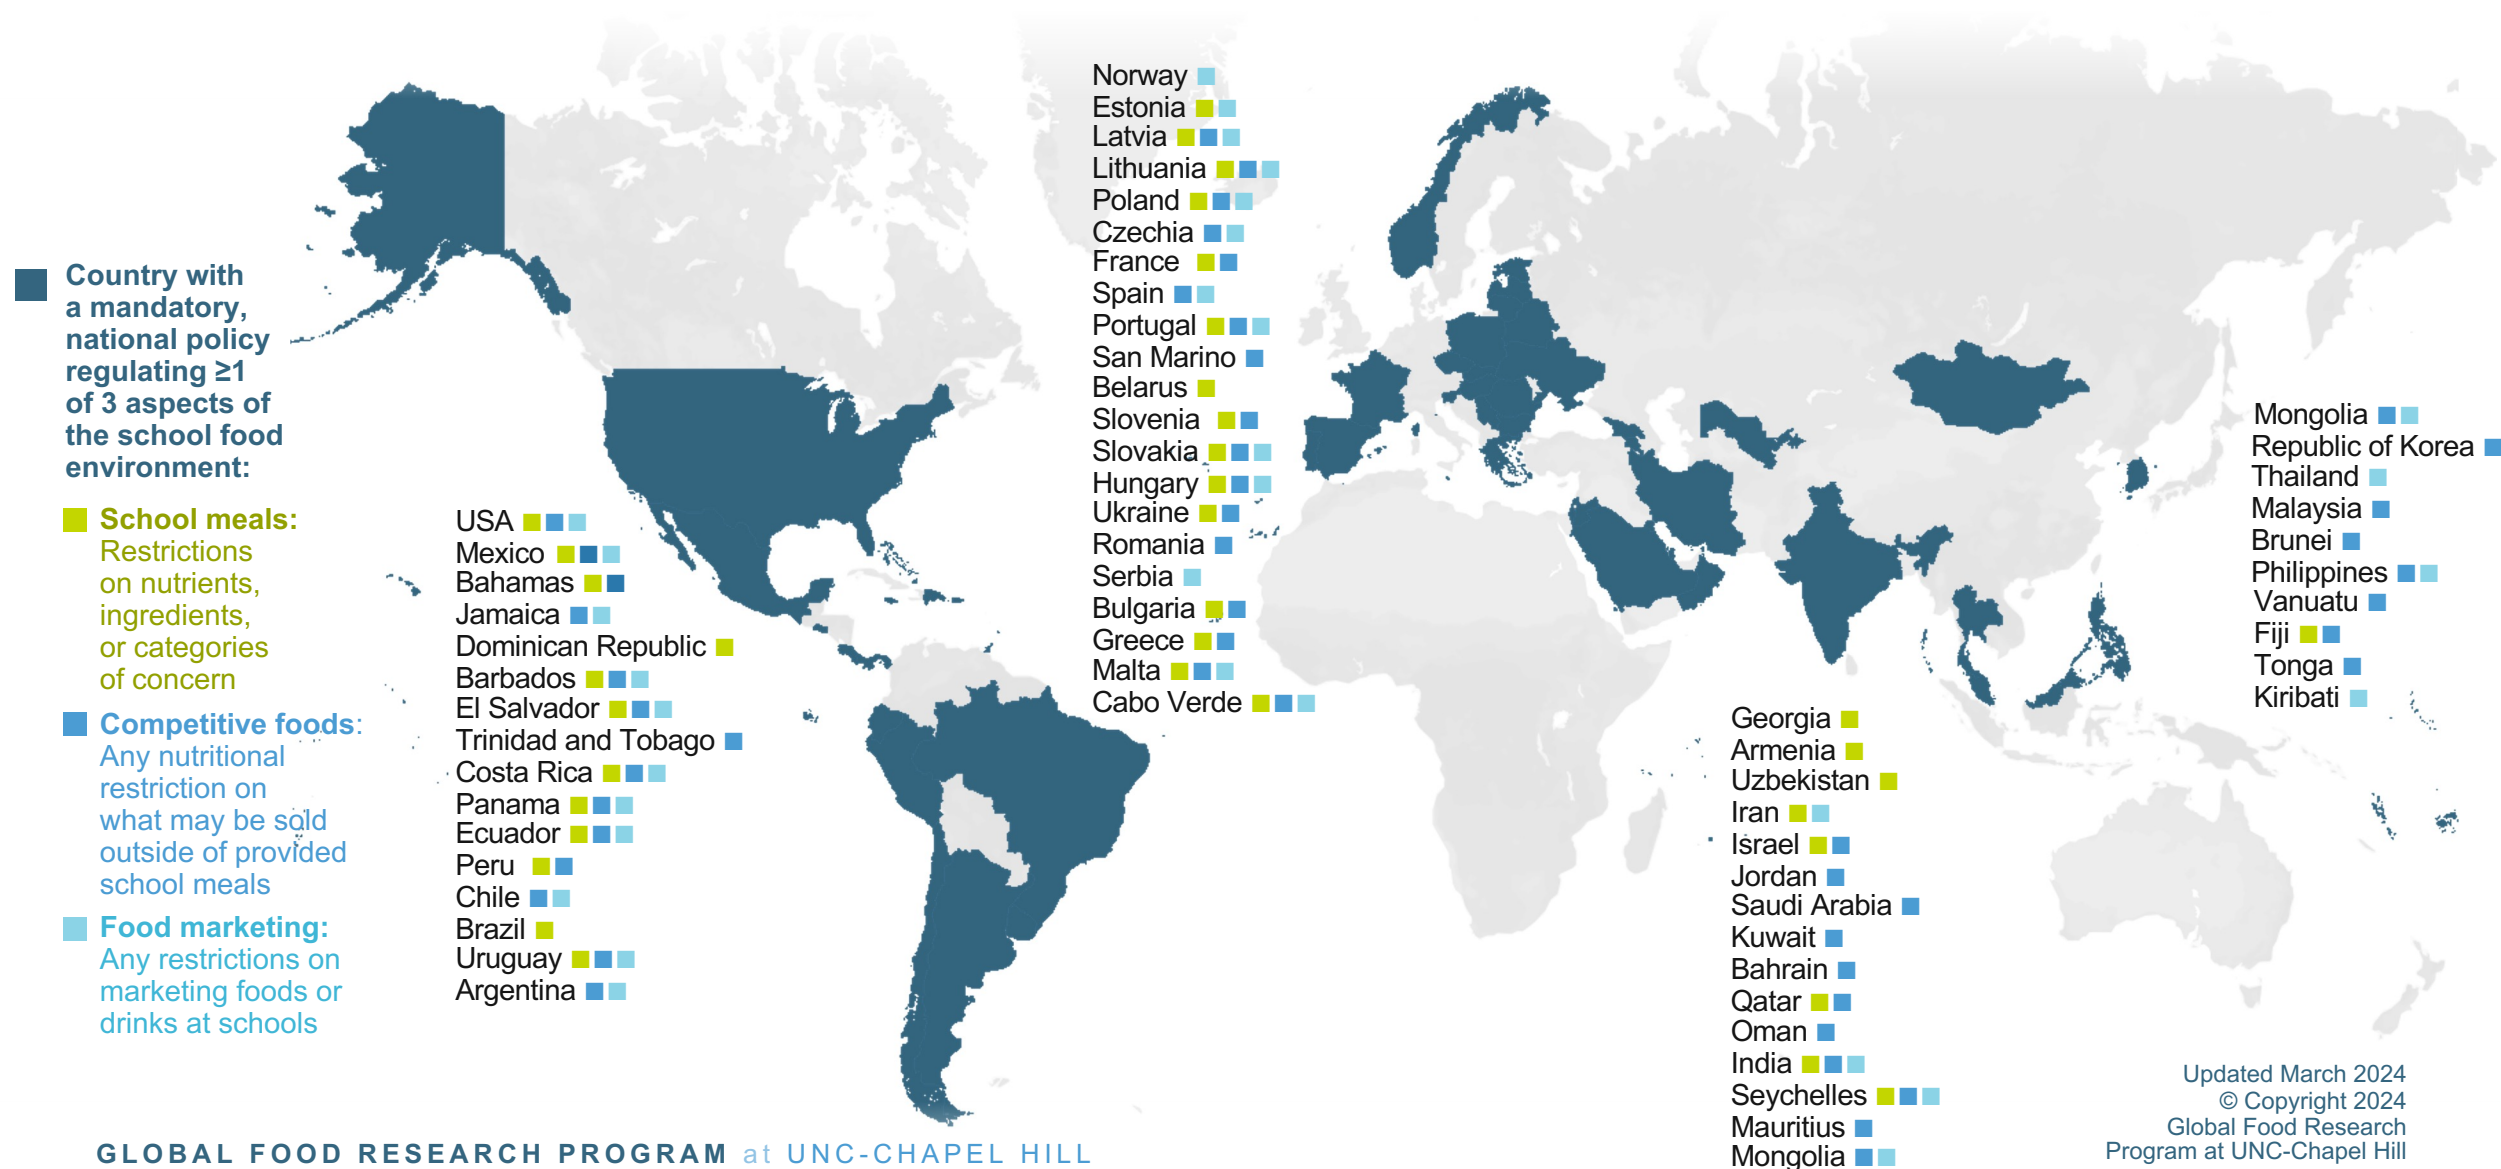 Country with
a mandatory,
national policy
regulating ≥1
of 3 aspects of
the school food
environment:
School meals:
Restrictions
on nutrients,
ingredients,
or categories
of concern
Competitive foods:
Any nutritional
restriction on
what may be sold
outside of provided
school meals
Food marketing:
Any restrictions on
marketing foods or
drinks at schools
USA
Mexico
Bahamas
Jamaica
Dominican Republic
Barbados
El Salvador
Trinidad and Tobago
Costa Rica
Panama
Ecuador
Peru
Chile
Brazil
Uruguay
Argentina
Norway
Estonia
Latvia
Lithuania
Poland
Czechia
France
Spain
Portugal
San Marino
Belarus
Slovenia
Slovakia
Hungary
Ukraine
Romania
Serbia
Bulgaria
Greece
Malta
Cabo Verde
Georgia
Armenia
Uzbekistan
Iran
Israel
Jordan
Saudi Arabia
Kuwait
Bahrain
Qatar
Oman
India
Seychelles
Mauritius
Mongolia
Mongolia
Republic of Korea
Thailand
Malaysia
Brunei
Philippines
Vanuatu
Fiji
Tonga
Kiribati
Updated March 2024
© Copyright 2024
Global Food Research
Program at UNC-Chapel Hill
GLOBAL FOOD RESEARCH PROGRAM at UNC-CHAPEL HILL